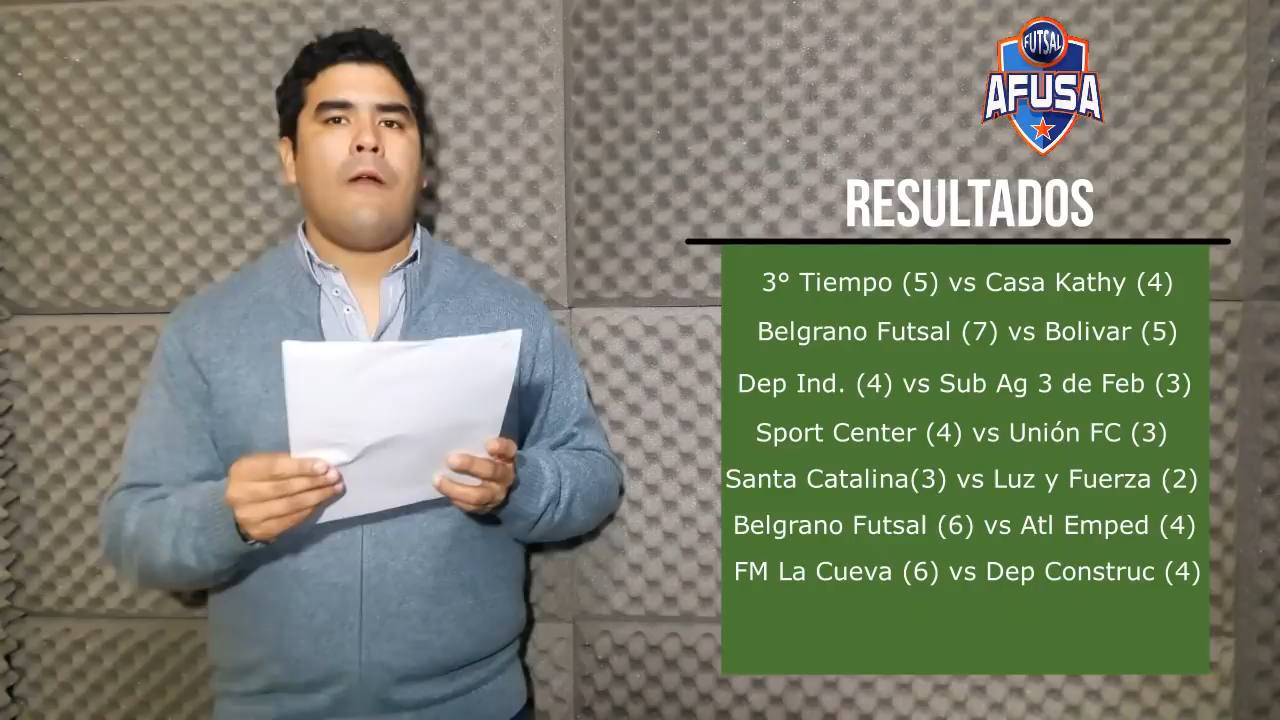 FUTSAL
AFUSA
RESULTADOS
3° Tiempo (5) vs Casa Kathy (4)
Belgrano Futsal (7) vs Bolivar (5)
Dep Ind. (4) vs Sub Ag 3 de Feb (3)
Sport Center (4) vs Unión FC (3)
Santa Catalina(3) vs Luz y Fuerza (2)
Belgrano Futsal (6) vs Atl Emped (4)
FM La Cueva (6) vs Dep Construc (4)